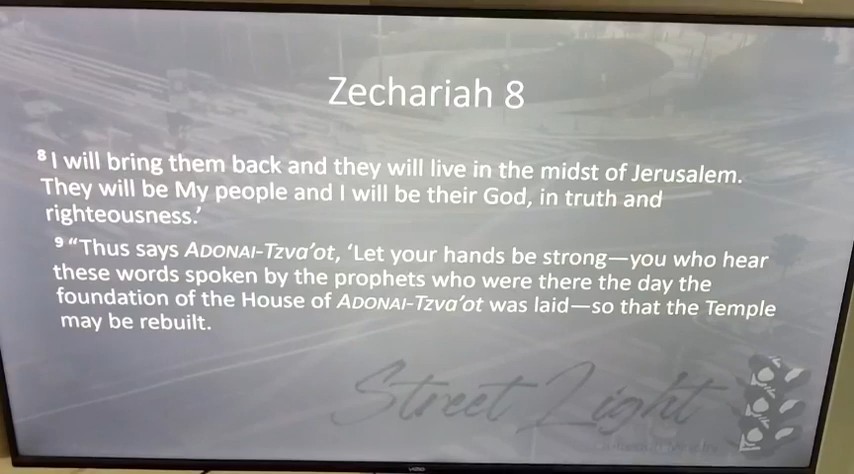 Zechariah 8
8 I will bring them back and they will live in the midst of Jerusalem.
They will be My people and I will be their God, in truth and
righteousness.’
9 “Thus says ADONAI-Tzva’ot, ‘Let your hands be strong—you who hear
these words spoken by the prophets who were there the day the
foundation of the House of ADONAI-Tzva’ot was laid—so that the Temple
may be rebuilt.
Street Light
VIZIO